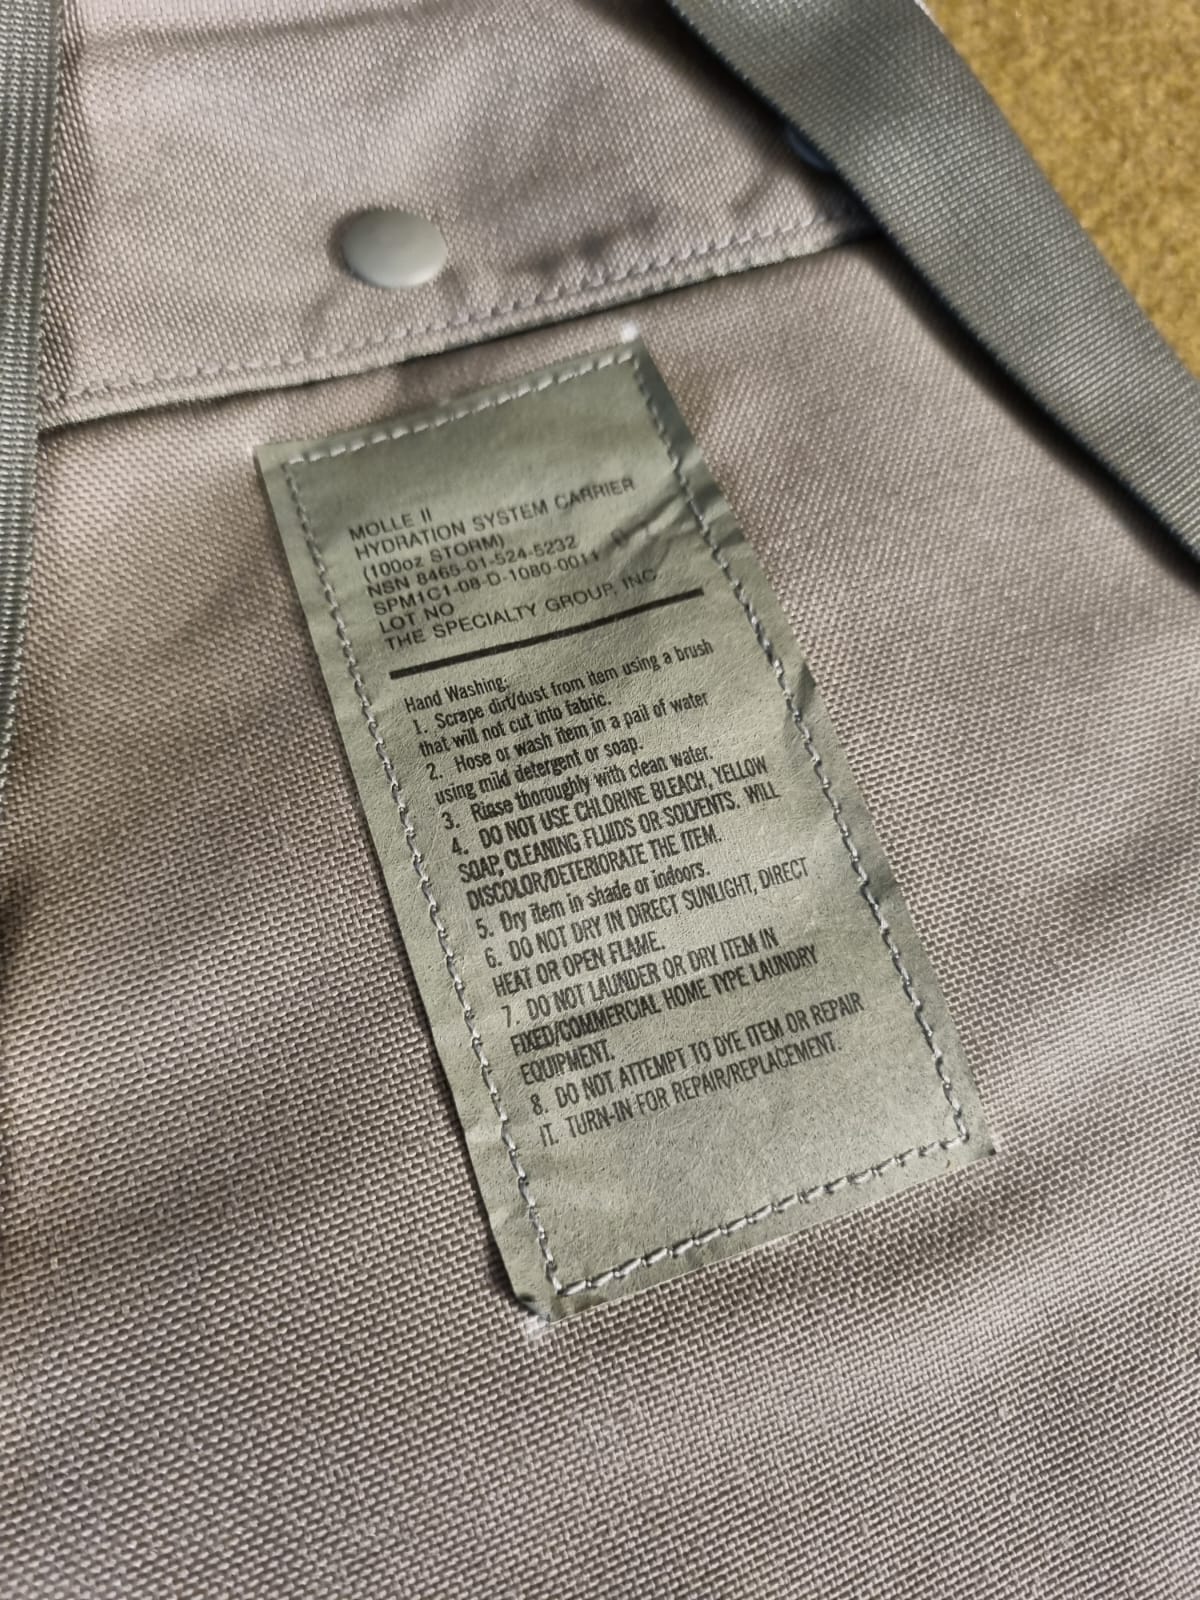 MOLLE II
HYDRATION SYSTEM CARRIER
(100oz STORM)
NSN 8465-01-524-5232
SPM1C1-08-D-1080-0011
LOT NO
THE SPECIALTY GROUP, INC.
Hand Washing:
1. Scrape dirt/dust from item using a brush
that will not cut into fabric.
2. Hose or wash item in a pail of water
using mild detergent or soap.
3. Rinse thoroughly with clean water.
4. DO NOT USE CHLORINE BLEACH, YELLOW
SOAP, CLEANING FLUIDS OR SOLVENTS. WILL
DISCOLOR/DETERIORATE THE ITEM.
5. Dry item in shade or indoors.
6. DO NOT DRY IN DIRECT SUNLIGHT, DIRECT
HEAT OR OPEN FLAME.
7. DO NOT LAUNDER OR DRY ITEM IN
FIXED/COMMERCIAL HOME TYPE LAUNDRY
EQUIPMENT.
8. DO NOT ATTEMPT TO DYE ITEM OR REPAIR
IT. TURN-IN FOR REPAIR/REPLACEMENT.